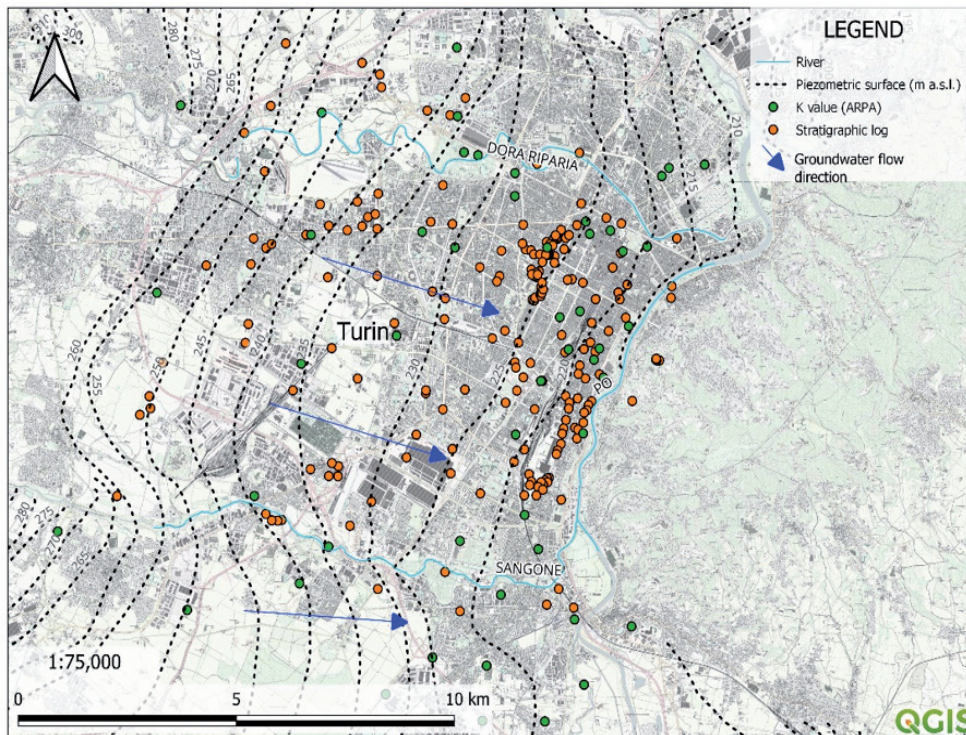 LEGEND
River
Piezometric surface (m a.s.l.)
K value (ARPA)
Stratigraphic log
Groundwater flow
direction
310
300
280
275
270
265
210
215
DORA RIPARIA
Turin
260
255
250
245
240
235
230
225
220
PO
280
275
270
265
SANGONE
1:75,000
0 5 10 km
QGIS